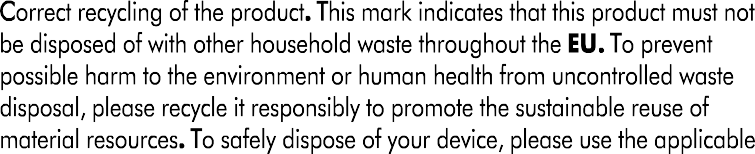 Correct recycling of the product. This mark indicates that this product must not
be disposed of with other household waste throughout the EU. To prevent
possible harm to the environment or human health from uncontrolled waste
disposal, please recycle it responsibly to promote the sustainable reuse of
material resources. To safely dispose of your device, please use the applicable